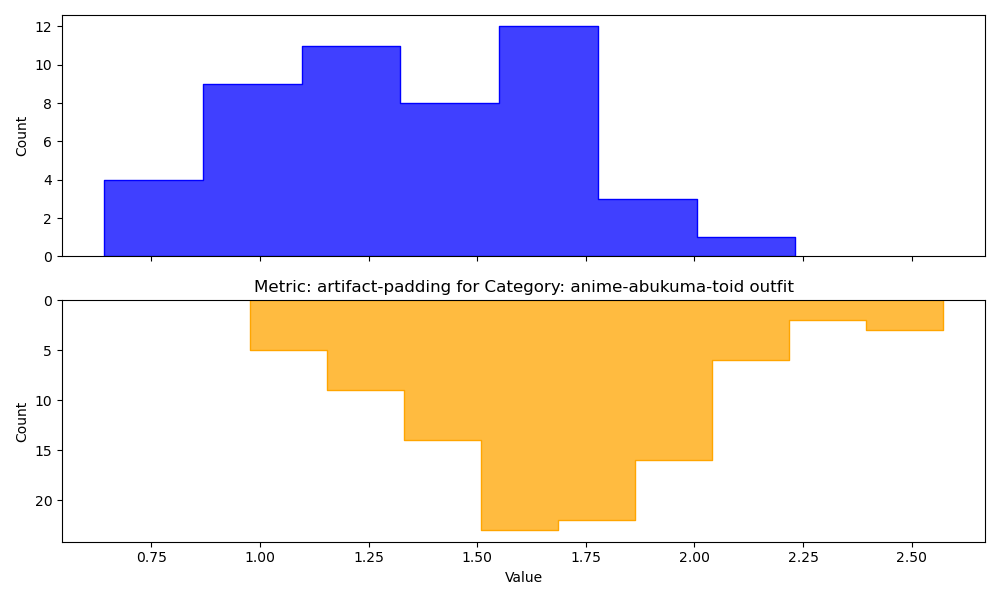 12
10
8
6
4
2
0
Count
Metric: artifact-padding for Category: anime-abukuma-toid outfit
0
5
10
15
20
Count
0.75 1.00 1.25 1.50 1.75 2.00 2.25 2.50
Value